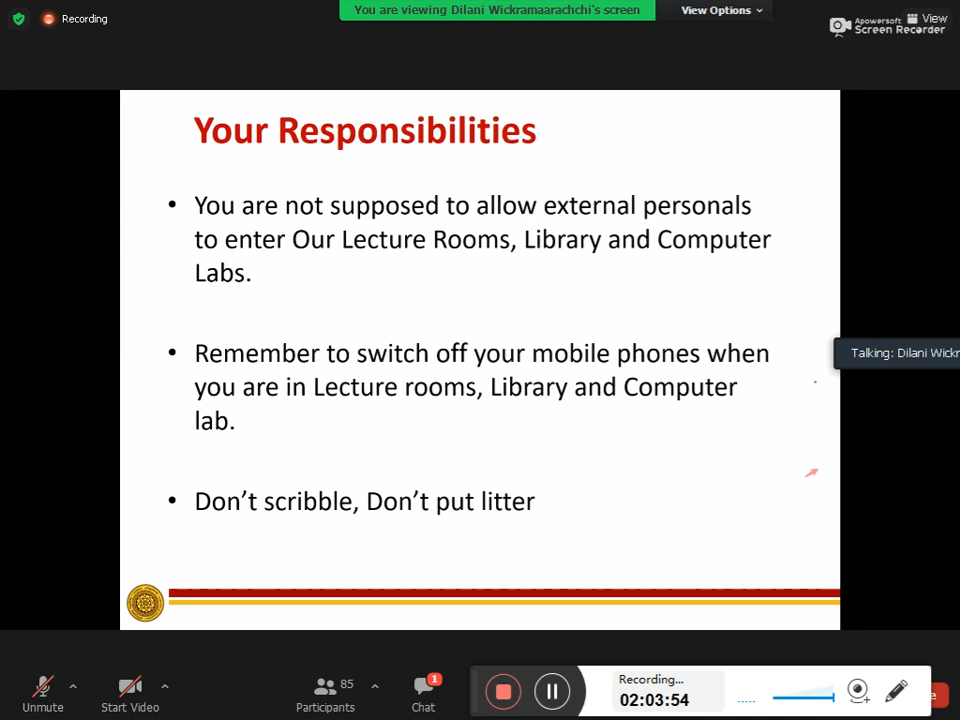 Recording
You are viewing Dilani Wickramaarachchi's screen
View Options
View
Apowersoft
Screen Recorder
Your Responsibilities
• You are not supposed to allow external personals
to enter Our Lecture Rooms, Library and Computer
Labs.
Talking: Dilani Wickr
• Remember to switch off your mobile phones when
you are in Lecture rooms, Library and Computer
lab.
• Don't scribble, Don't put litter
Unmute
Start Video
85
Participants
1
Chat
Recording...
02:03:54